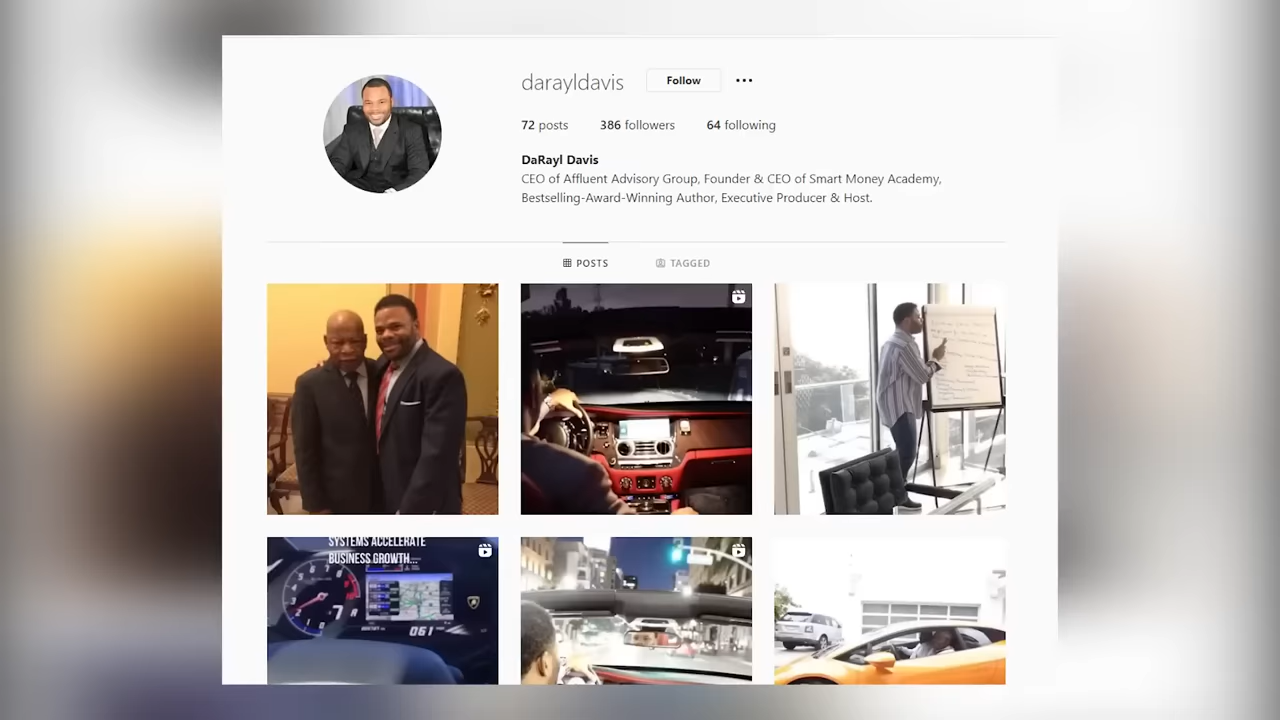 darayldavis
Follow
72 posts
386 followers
64 following
DaRayl Davis
CEO of Affluent Advisory Group, Founder & CEO of Smart Money Academy,
Bestselling-Award-Winning Author, Executive Producer & Host.
POSTS
TAGGED
SYSTEMS ACCELERATE
BUSINESS GROWTH...
061